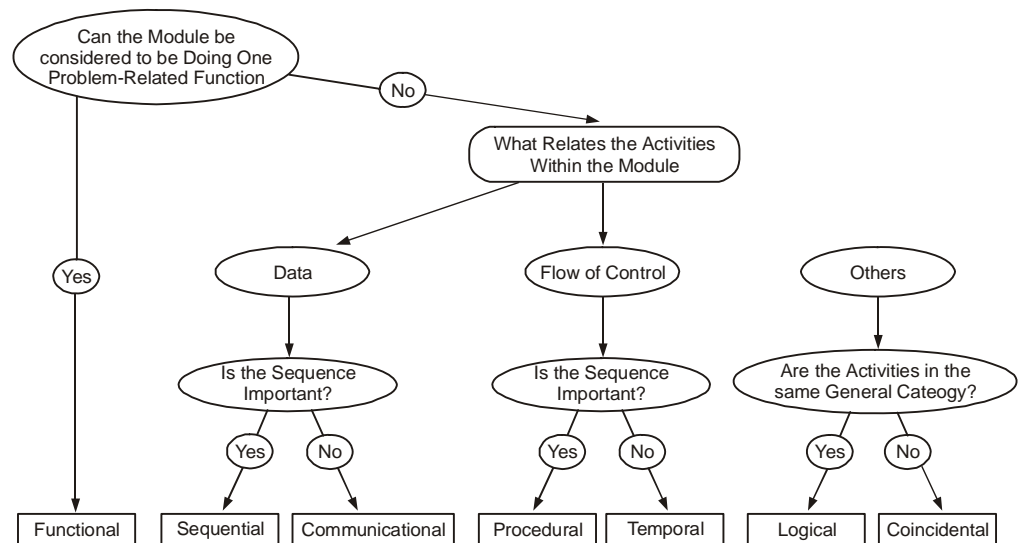 Can the Module be
considered to be Doing One
Problem-Related Function
No
What Relates the Activities
Within the Module
Yes
Data
Flow of Control
Others
Is the Sequence
Important?
Is the Sequence
Important?
Are the Activities in the
same General Cateogy?
Yes
No
Yes
No
Yes
No
Functional
Sequential
Communicational
Procedural
Temporal
Logical
Coincidental